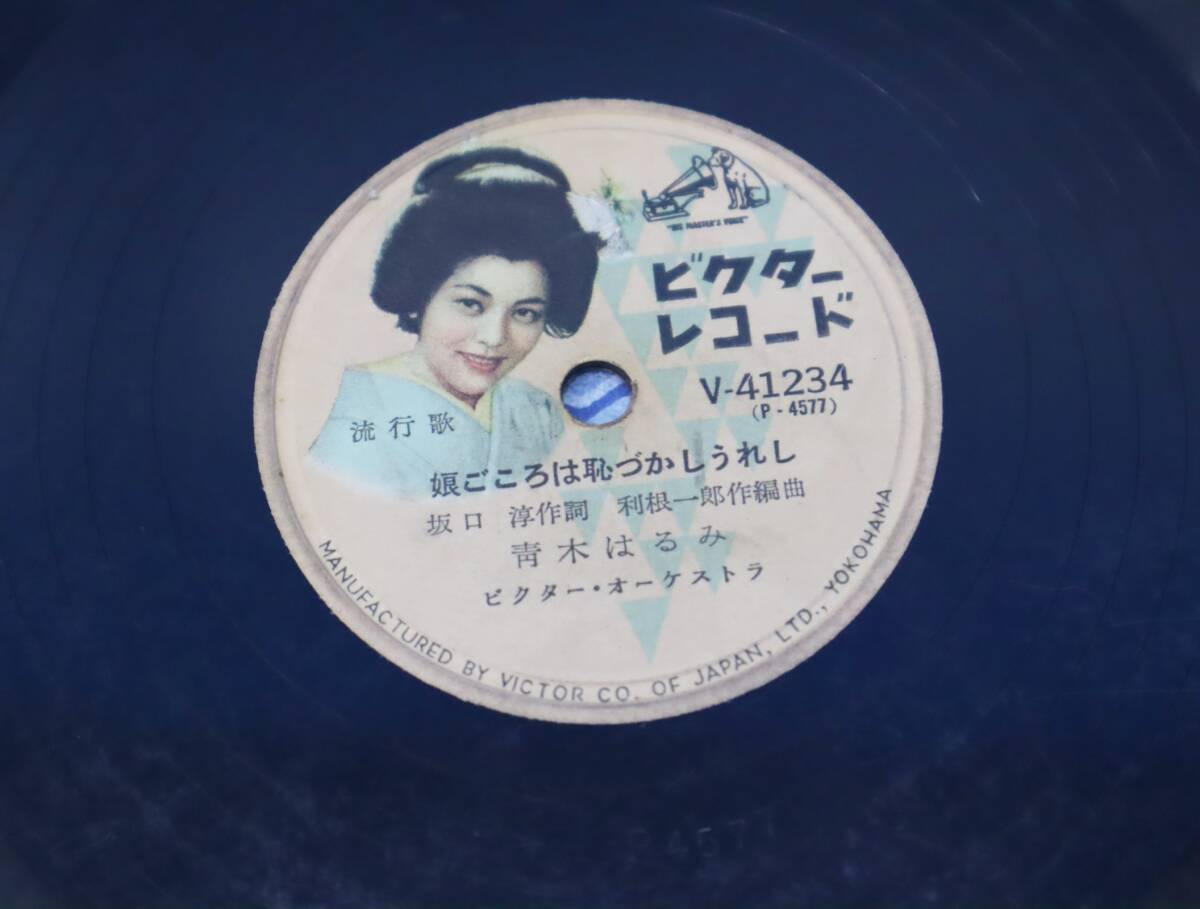 "HIS MASTER'S VOICE"
ビクター
レコード
V-41234
(P-4577)
流行歌
娘ごころは恥づかしうれし
坂口 淳作詞 利根一郎作編曲
青木はるみ
ビクター・オーケストラ
MANUFACTURED BY VICTOR CO. OF JAPAN, LTD., YOKOHAMA